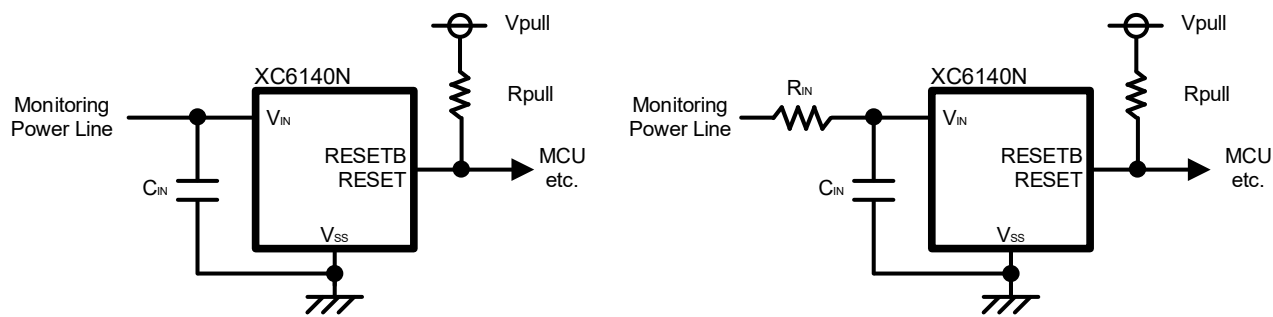 Vpull
XC6140N
Rpull
Monitoring
Power Line
VIN
RESETB
RESET
MCU
etc.
CIN
VSS
Vpull
XC6140N
RIN
Rpull
Monitoring
Power Line
VIN
RESETB
RESET
MCU
etc.
CIN
VSS